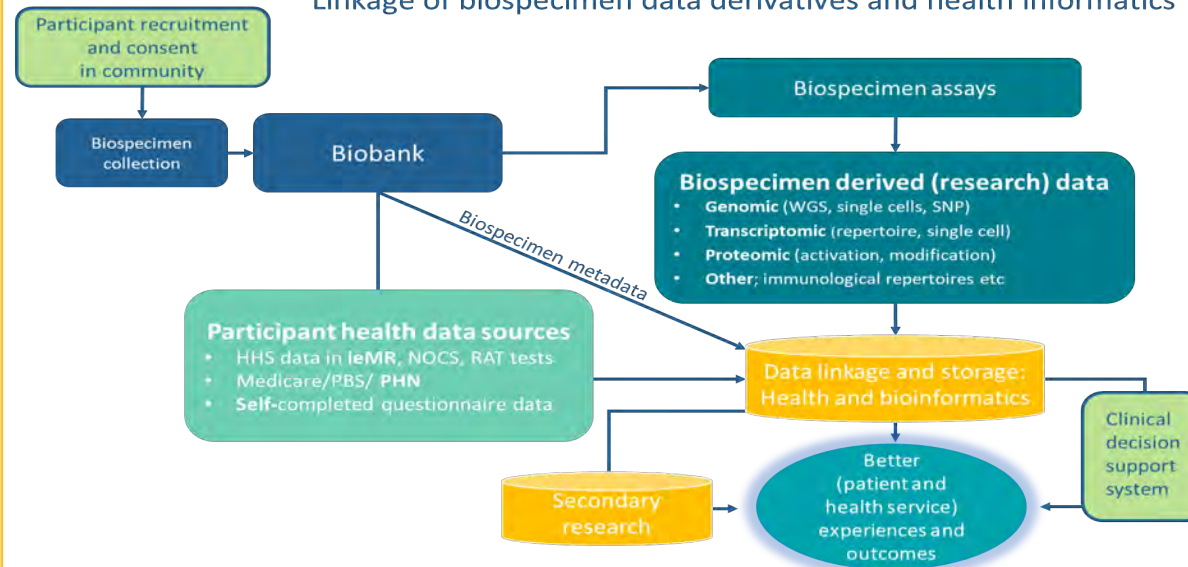 Linkage of biospecimen data derivatives and health informatics
Participant recruitment
and consent
in community
Biospecimen
collection
Biobank
Biospecimen assays
Biospecimen derived (research) data
• Genomic (WGS, single cells, SNP)
• Transcriptomic (repertoire, single cell)
• Proteomic (activation, modification)
• Other; immunological repertoires etc
Biospecimen metadata
Participant health data sources
• HHS data in ieMR, NOCS, RAT tests
• Medicare/PBS/ PHN
• Self-completed questionnaire data
Data linkage and storage:
Health and bioinformatics
Clinical
decision
support
system
Secondary
research
Better
(patient and
health service)
experiences and
outcomes